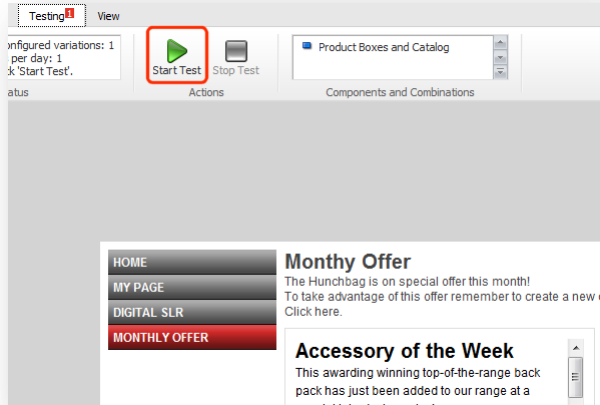 Testing 1 View
onfigured variations: 1
per day: 1
ck 'Start Test'.
Start Test Stop Test
Product Boxes and Catalog
atus Actions Components and Combinations
HOME
MY PAGE
DIGITAL SLR
MONTHLY OFFER
Monthy Offer
The Hunchbag is on special offer this month!
To take advantage of this offer remember to create a new
Click here.
Accessory of the Week
This awarding winning top-of-the-range back
pack has just been added to our range at a